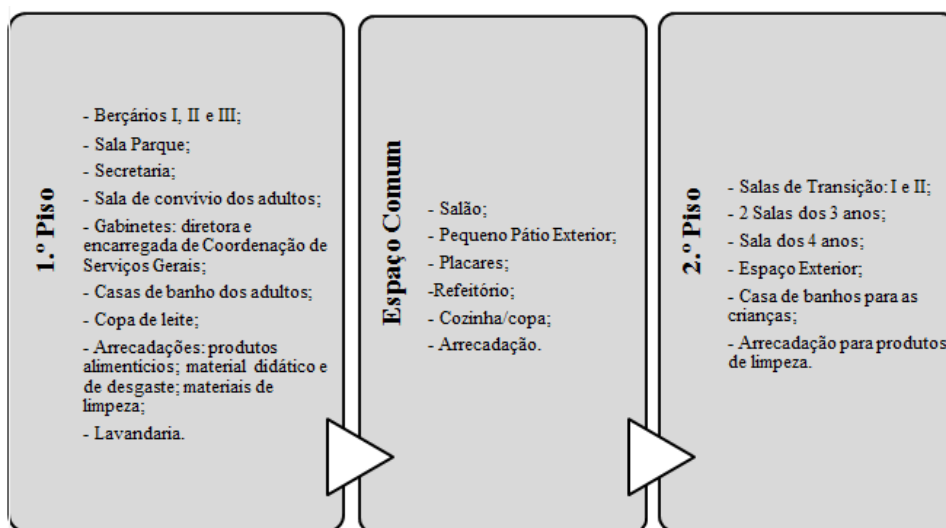 1.º Piso
- Berçários I, II e III;
- Sala Parque;
- Secretaria;
- Sala de convívio dos adultos;
- Gabinetes: diretora e
encarregada de Coordenação de
Serviços Gerais;
- Casas de banho dos adultos;
- Copa de leite;
- Arrecadações: produtos
alimentícios; material didático e
de desgaste; materiais de
limpeza;
- Lavandaria.
Espaço Comum
- Salão;
- Pequeno Pátio Exterior;
- Placares;
-Refeitório;
- Cozinha/copa;
- Arrecadação.
2.º Piso
- Salas de Transição: I e II;
- 2 Salas dos 3 anos;
- Sala dos 4 anos;
- Espaço Exterior;
- Casa de banhos para as
crianças;
- Arrecadação para produtos
de limpeza.